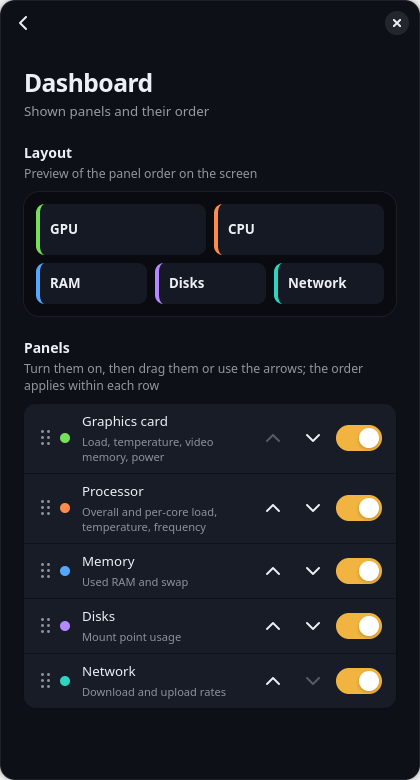 Dashboard
Shown panels and their order
Layout
Preview of the panel order on the screen
GPU
CPU
RAM
Disks
Network
Panels
Turn them on, then drag them or use the arrows; the order
applies within each row
Graphics card
Load, temperature, video
memory, power
Processor
Overall and per-core load,
temperature, frequency
Memory
Used RAM and swap
Disks
Mount point usage
Network
Download and upload rates